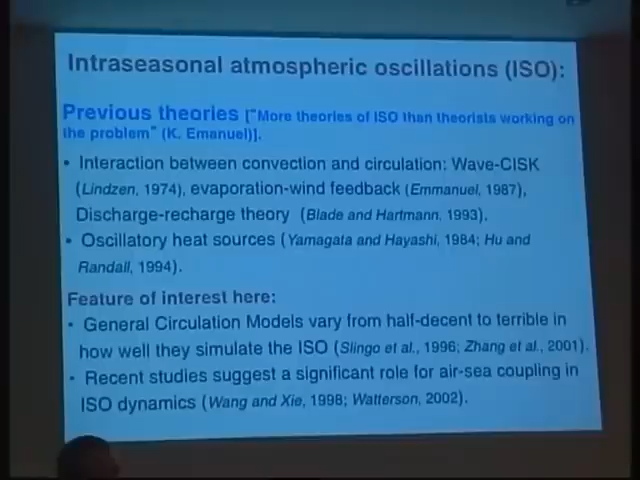 Intraseasonal atmospheric oscillations (ISO):
Previous theories ["More theories of ISO than theorists working on
the problem" (K. Emanuel)].
• Interaction between convection and circulation: Wave-CISK
(Lindzen, 1974), evaporation-wind feedback (Emmanuel, 1987),
Discharge-recharge theory (Blade and Hartmann, 1993).
• Oscillatory heat sources (Yamagata and Hayashi, 1984; Hu and
Randall, 1994).
Feature of interest here:
• General Circulation Models vary from half-decent to terrible in
how well they simulate the ISO (Slingo et al., 1996; Zhang et al., 2001).
• Recent studies suggest a significant role for air-sea coupling in
ISO dynamics (Wang and Xie, 1998; Watterson, 2002).